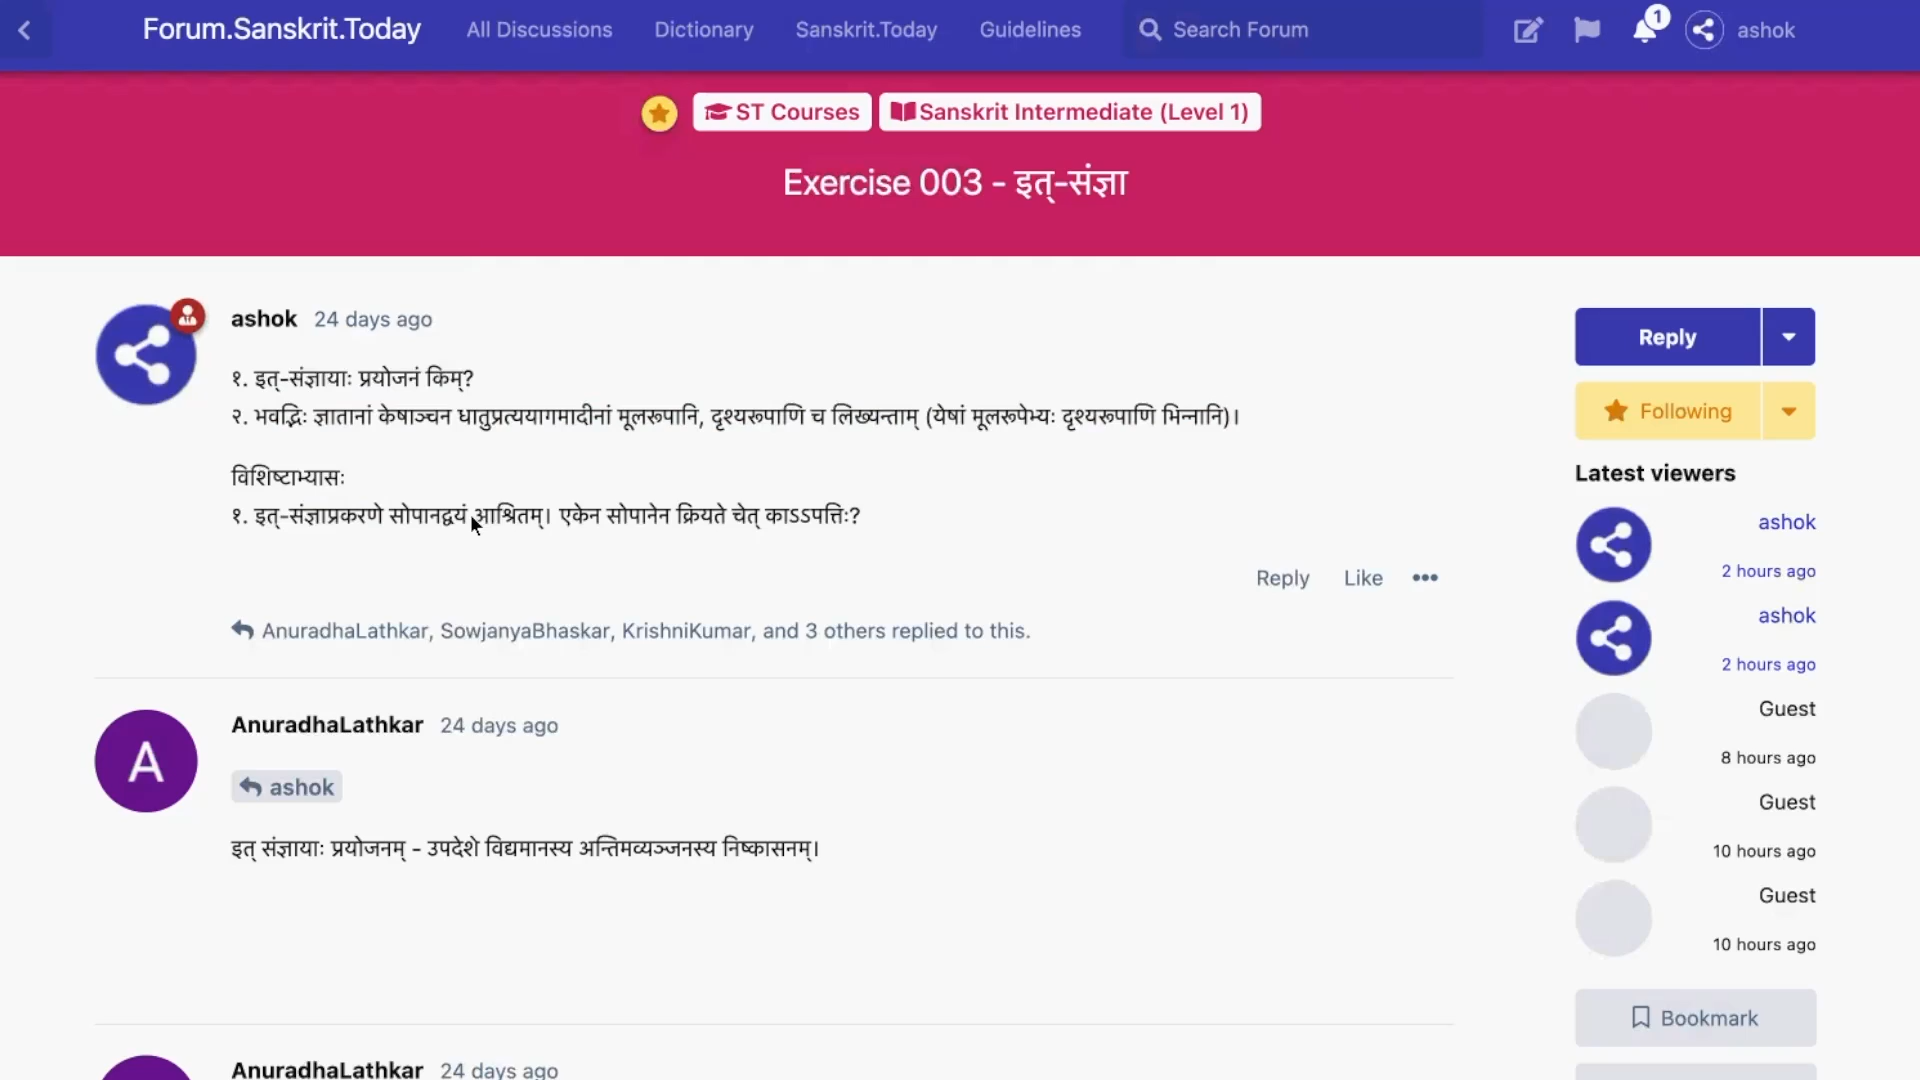 Forum.Sanskrit.Today All Discussions Dictionary Sanskrit.Today Guidelines Search Forum 1 ashok
ST Courses Sanskrit Intermediate (Level 1)
Exercise 003 - इत्-संज्ञा
ashok 24 days ago
१. इत्-संज्ञायाः प्रयोजनं किम्?
२. भवद्भिः ज्ञातानां केषाञ्चन धातुप्रत्ययागमादीनां मूलरूपानि, दृश्यरूपाणि च लिख्यन्ताम् (येषां मूलरूपेभ्यः दृश्यरूपाणि भिन्नानि)।
विशिष्टाभ्यासः
१. इत्-संज्ञाप्रकरणे सोपानद्वयं आश्रितम्। एकेन सोपानेन क्रियते चेत् काऽऽपत्तिः?
Reply Like
AnuradhaLathkar, SowjanyaBhaskar, KrishniKumar, and 3 others replied to this.
A
AnuradhaLathkar 24 days ago
ashok
इत् संज्ञायाः प्रयोजनम् - उपदेशे विद्यमानस्य अन्तिमव्यञ्जनस्य निष्कासनम्।
AnuradhaLathkar 24 days ago
Reply
Following
Latest viewers
ashok
2 hours ago
ashok
2 hours ago
Guest
8 hours ago
Guest
10 hours ago
Guest
10 hours ago
Bookmark